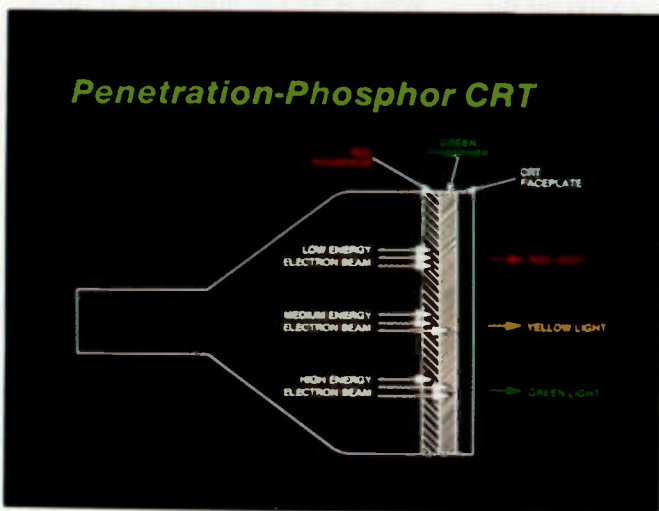 Penetration-Phosphor CRT
GREEN
PHOSPHOR
CRT
FACEPLATE
LOW ENERGY
ELECTRON BEAM
MEDIUM ENERGY
ELECTRON BEAM
YELLOW LIGHT
HIGH ENERGY
ELECTRON BEAM
GREEN LIGHT